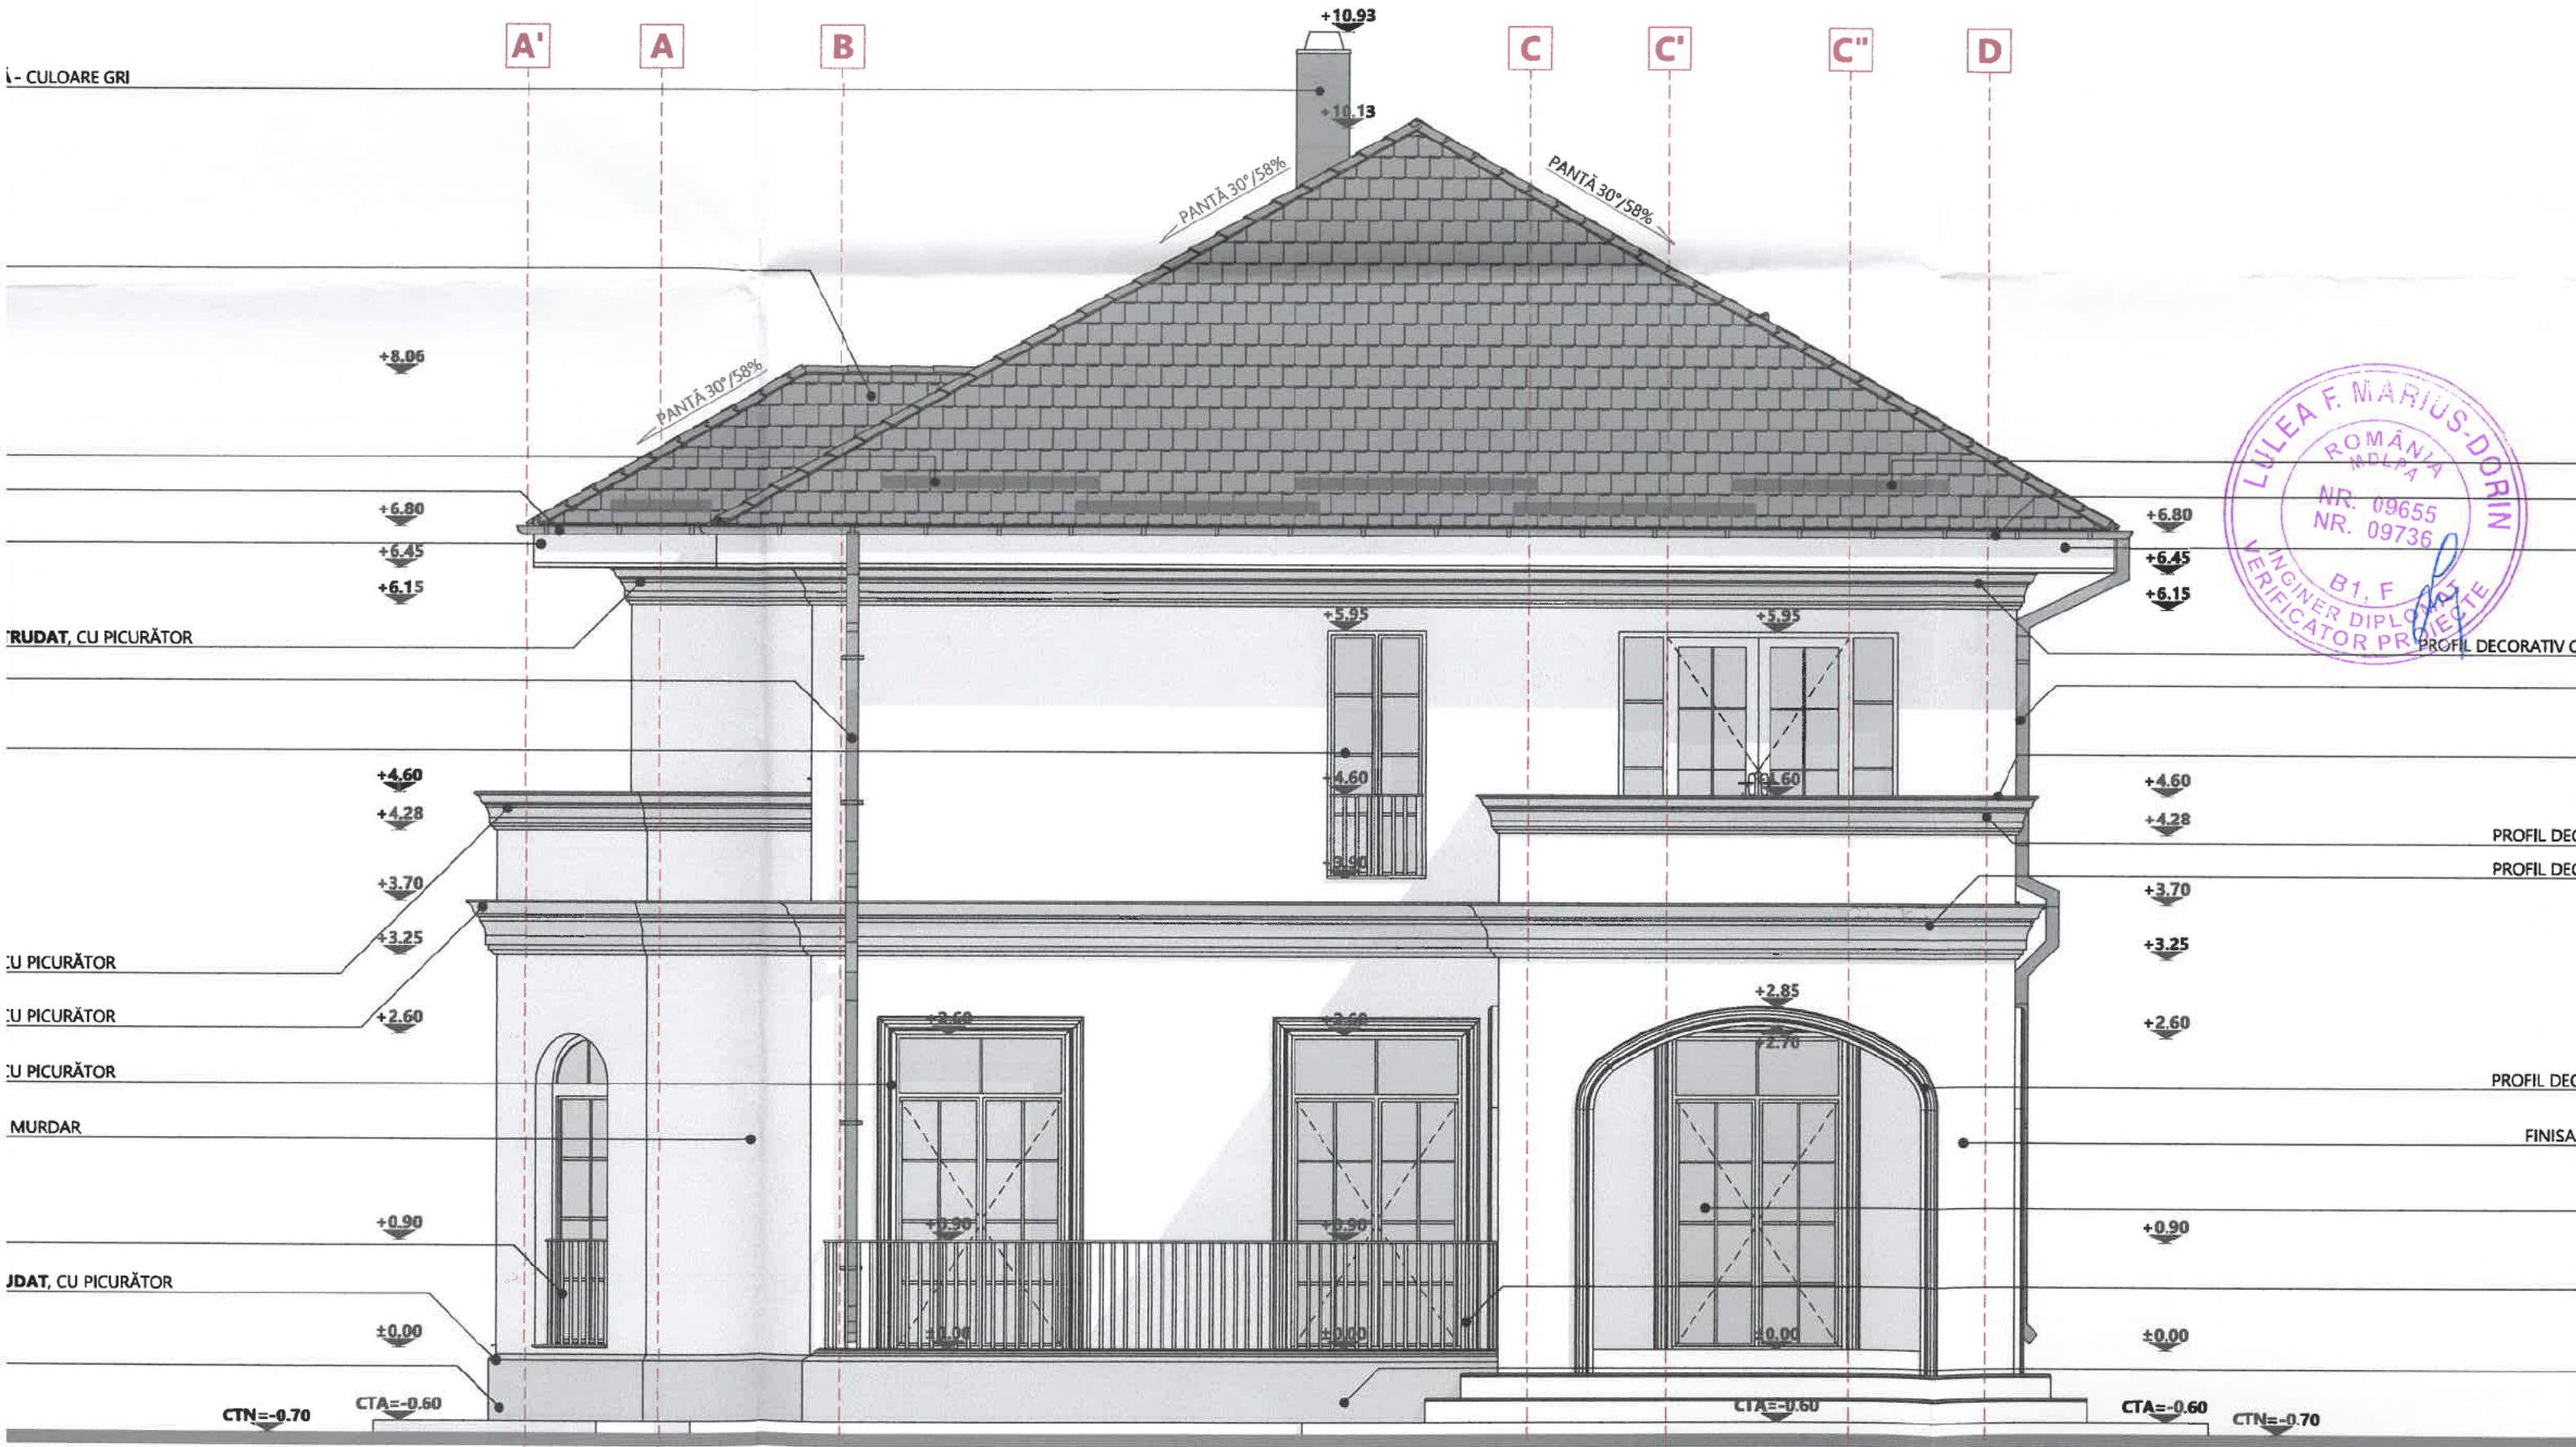 +10.93
A'
A
B
C
C'
C"
D
- CULOARE GRI
+10.13
PANTĂ 30°/58%
PANTĂ 30°/58%
PANTĂ 30°/58%
+8.06
+6.80
+6.45
+6.15
TRUDAT, CU PICURĂTOR
+4.60
+4.28
+3.70
+3.25
CU PICURĂTOR
CU PICURĂTOR
+2.60
CU PICURĂTOR
MURDAR
+0.90
UDAT, CU PICURĂTOR
±0.00
CTA=-0.60
CTN=-0.70
+5.95
+4.60
+3.90
+5.95
+4.60
+2.60
+2.60
+2.85
+2.70
+0.90
+0.90
±0.00
±0.00
±0.00
CTA=-0.60
LULEA F. MARIUS-DORIN
ROMÂNIA
MDLPA
NR. 09655
NR. 09736
B1, F
INGINER DIPLOMAT
VERIFICATOR PROIECTE
+6.80
+6.45
+6.15
PROFIL DECORATIV C
+4.60
+4.28
PROFIL DEC
PROFIL DEC
+3.70
+3.25
+2.60
PROFIL DEC
FINISA
+0.90
±0.00
CTA=-0.60
CTN=-0.70